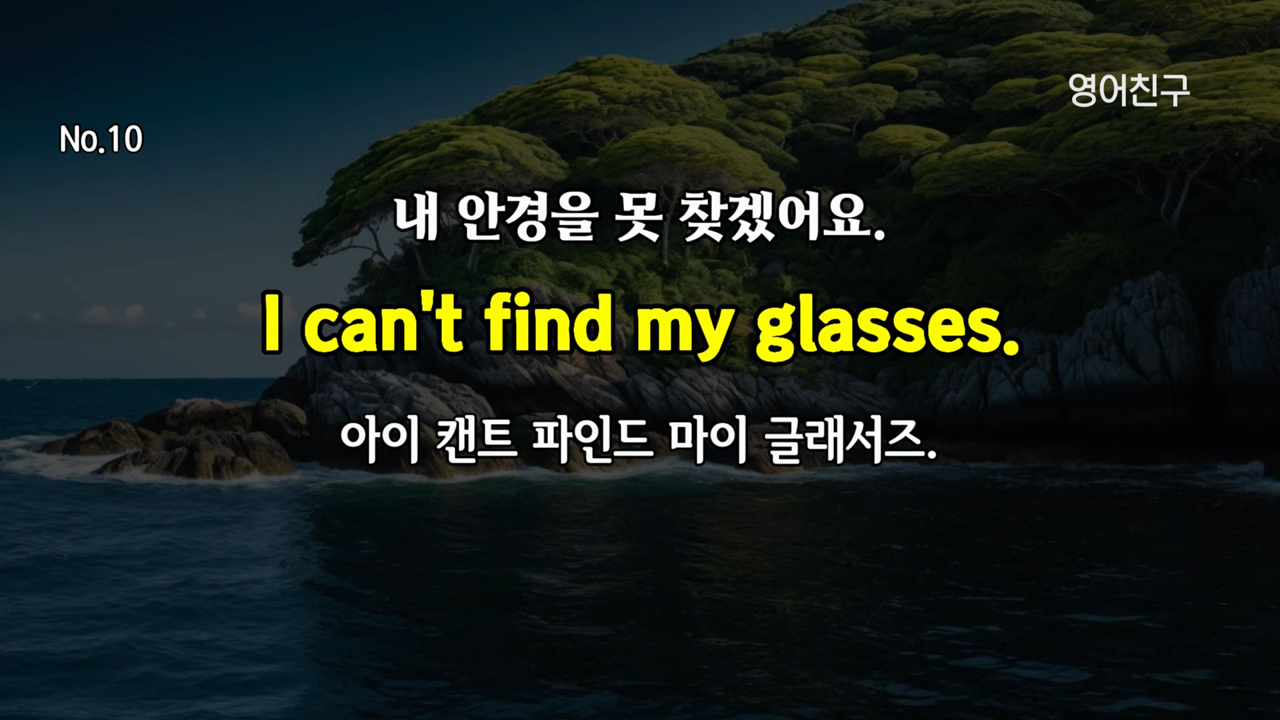 영어친구
No.10
내 안경을 못 찾겠어요.
I can't find my glasses.
아이 캔트 파인드 마이 글래서즈.